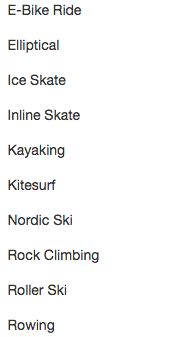 E-Bike Ride
Elliptical
Ice Skate
Inline Skate
Kayaking
Kitesurf
Nordic Ski
Rock Climbing
Roller Ski
Rowing